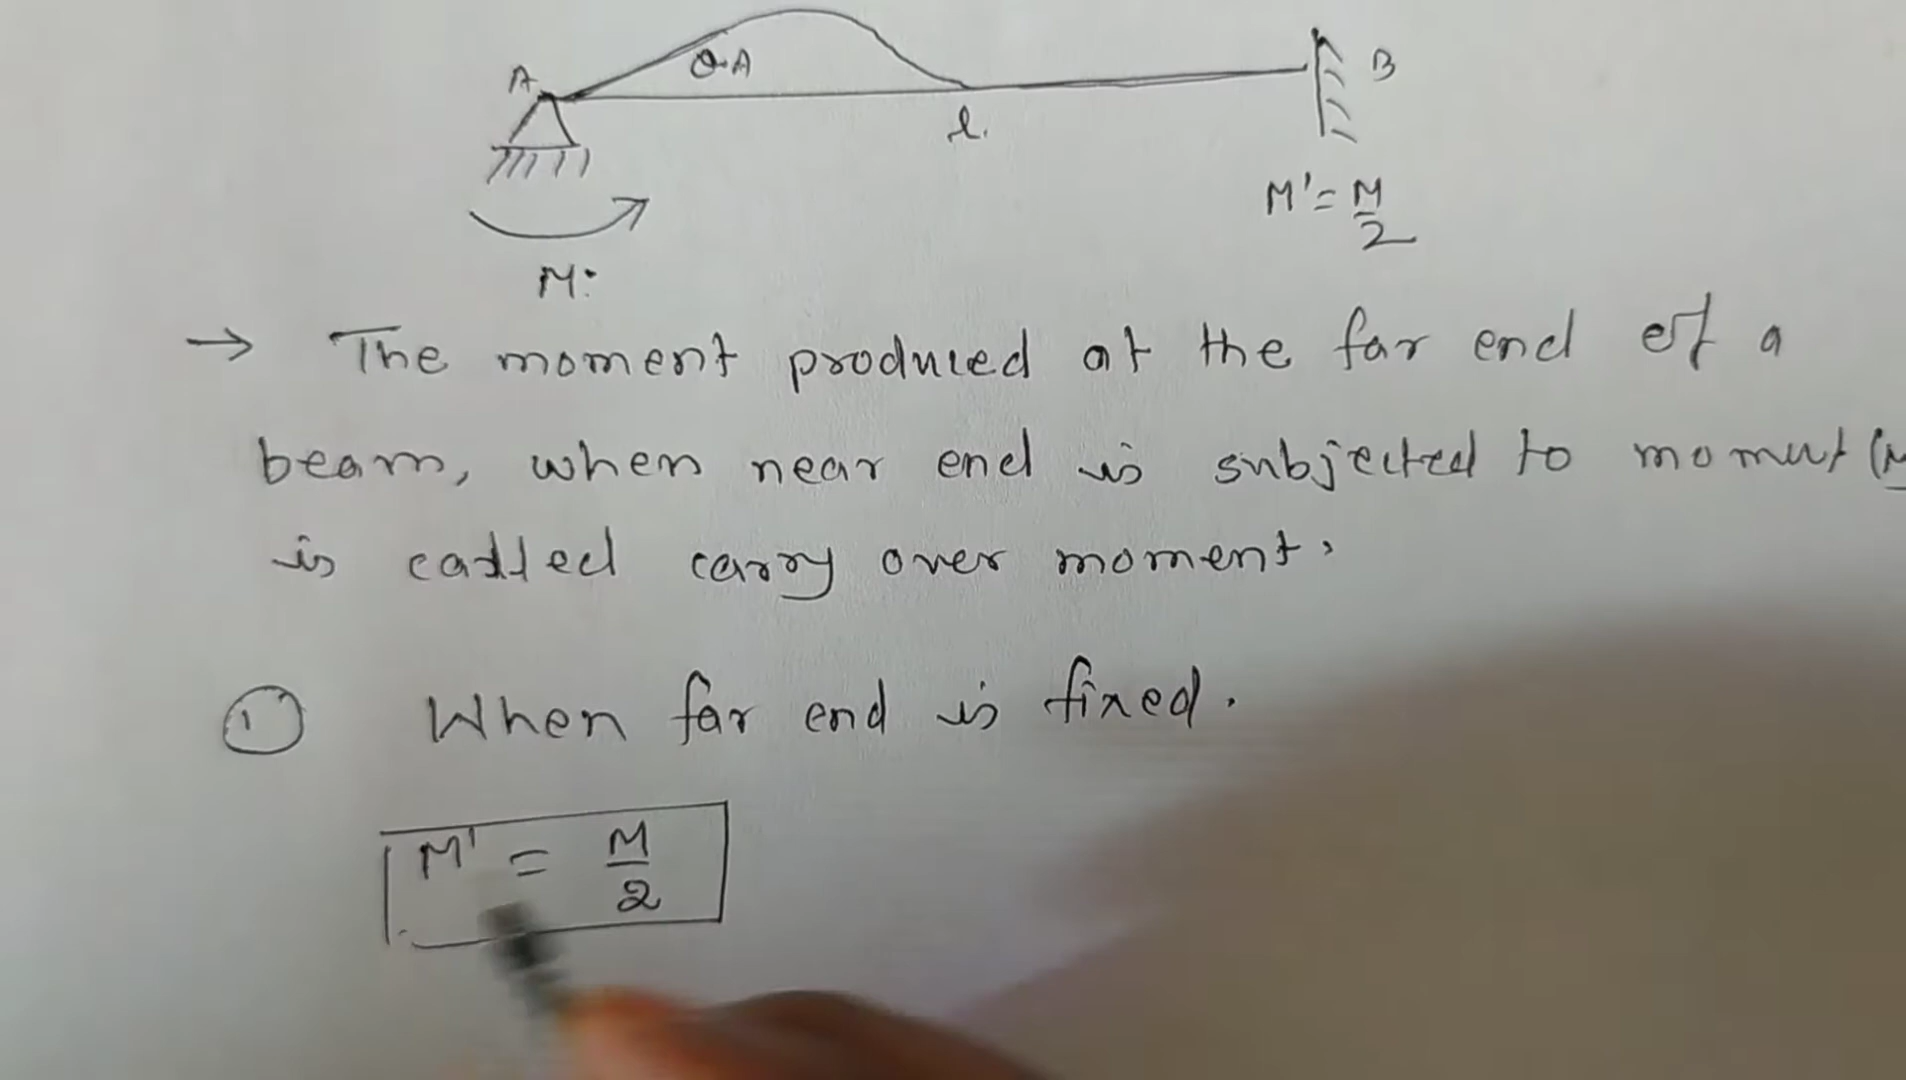 A
θA
B
l.
M'=M/2
M:
→ The moment produced at the far end of a
beam, when near end is subjected to moment (M
is called carry over moment.
① When far end is fixed.
M' = M/2